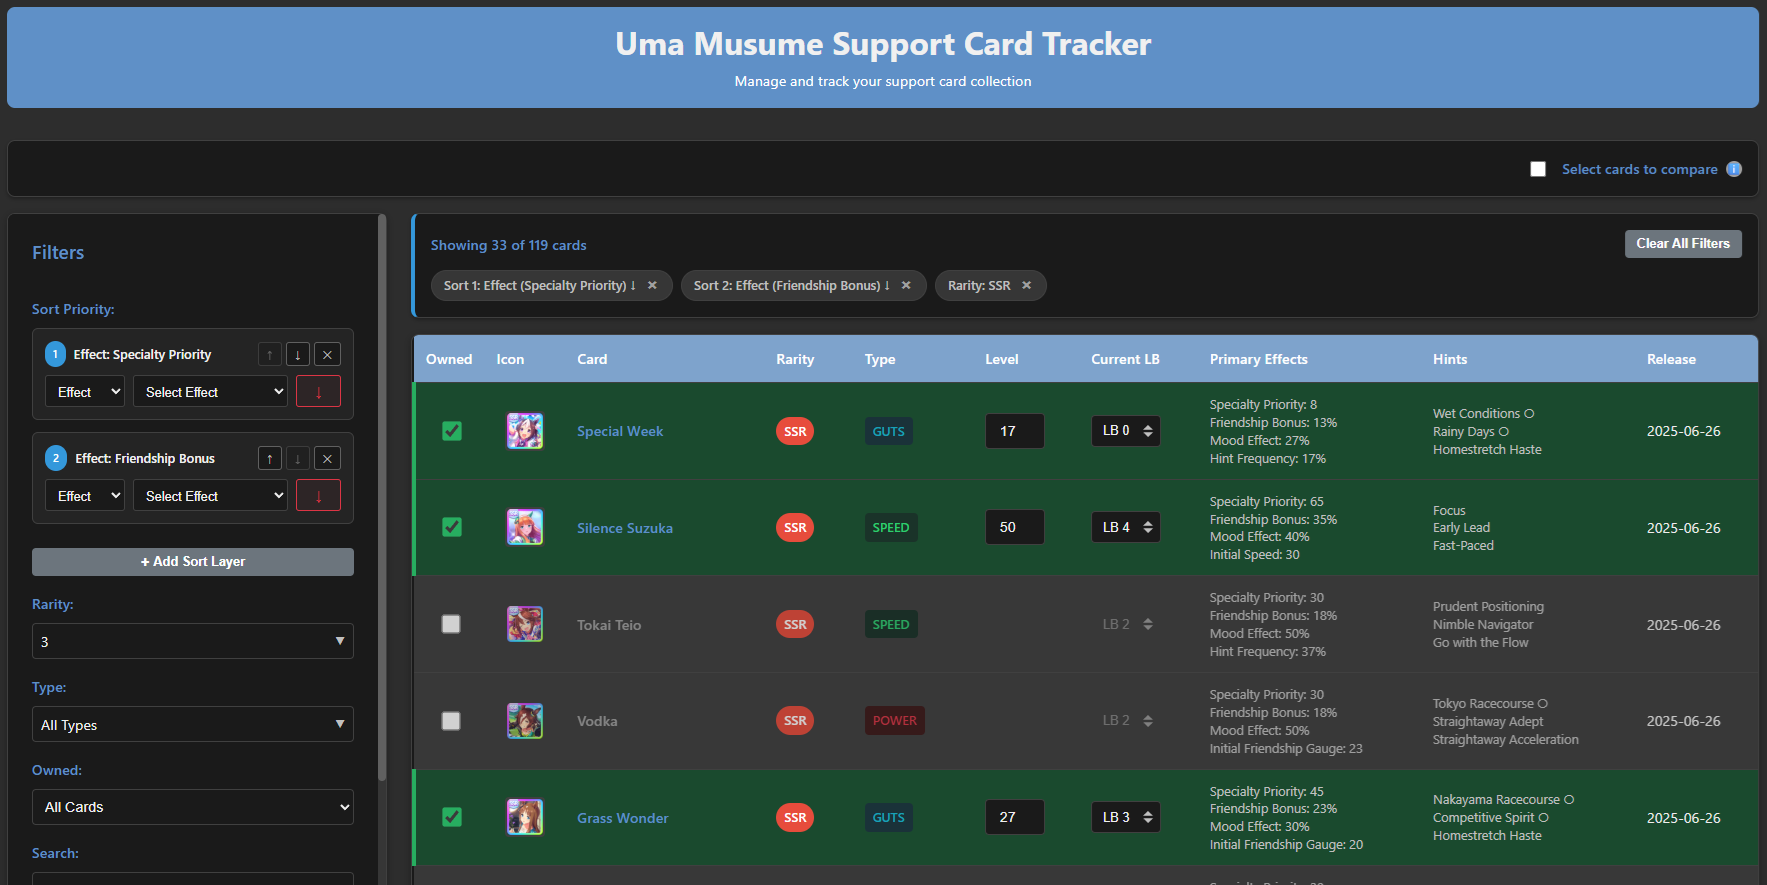 Uma Musume Support Card Tracker
Manage and track your support card collection
Select cards to compare i
Filters
Sort Priority:
1 Effect: Specialty Priority ↑ ↓ ×
Effect Select Effect ↓
2 Effect: Friendship Bonus ↑ ↓ ×
Effect Select Effect ↓
+ Add Sort Layer
Rarity:
3 ▼
Type:
All Types ▼
Owned:
All Cards
Search:
Showing 33 of 119 cards
Clear All Filters
Sort 1: Effect (Specialty Priority) ↓ × Sort 2: Effect (Friendship Bonus) ↓ × Rarity: SSR ×
Owned Icon Card Rarity Type Level Current LB Primary Effects Hints Release
Special Week SSR GUTS 17 LB 0
Specialty Priority: 8
Friendship Bonus: 13%
Mood Effect: 27%
Hint Frequency: 17%
Wet Conditions ○
Rainy Days ○
Homestretch Haste
2025-06-26
Silence Suzuka SSR SPEED 50 LB 4
Specialty Priority: 65
Friendship Bonus: 35%
Mood Effect: 40%
Initial Speed: 30
Focus
Early Lead
Fast-Paced
2025-06-26
Tokai Teio SSR SPEED LB 2
Specialty Priority: 30
Friendship Bonus: 18%
Mood Effect: 50%
Hint Frequency: 37%
Prudent Positioning
Nimble Navigator
Go with the Flow
2025-06-26
Vodka SSR POWER LB 2
Specialty Priority: 30
Friendship Bonus: 18%
Mood Effect: 50%
Initial Friendship Gauge: 23
Tokyo Racecourse ○
Straightaway Adept
Straightaway Acceleration
2025-06-26
Grass Wonder SSR GUTS 27 LB 3
Specialty Priority: 45
Friendship Bonus: 23%
Mood Effect: 30%
Initial Friendship Gauge: 20
Nakayama Racecourse ○
Competitive Spirit ○
Homestretch Haste
2025-06-26